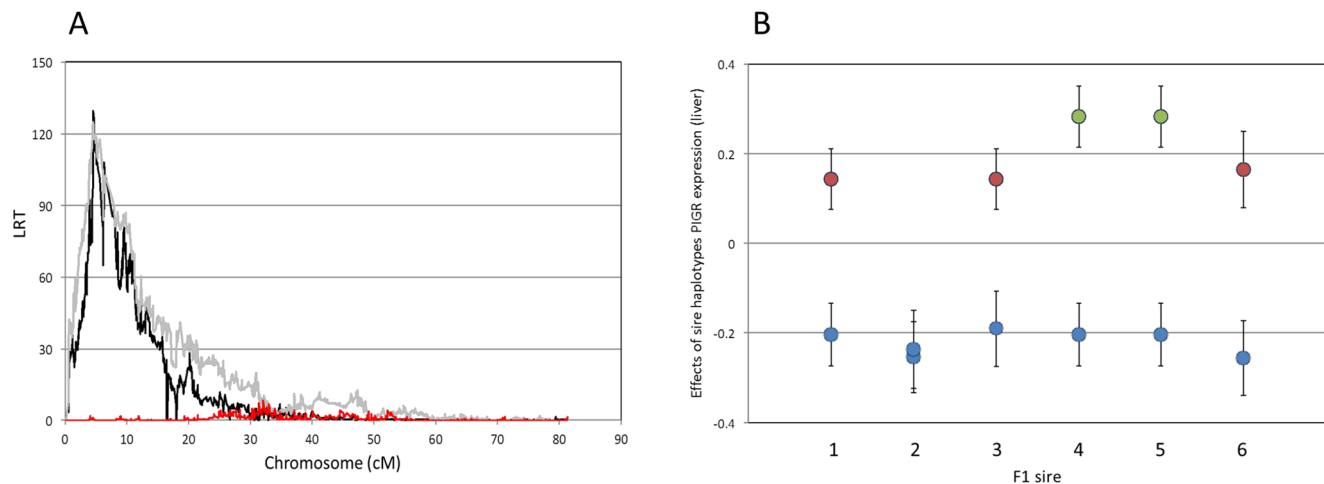 A
150
120
90
60
30
0
LRT
0 10 20 30 40 50 60 70 80 90
Chromosome (cM)
B
0.4
0.2
0
-0.2
-0.4
Effects of sire haplotypes PIGR expression (liver)
1 2 3 4 5 6
F1 sire